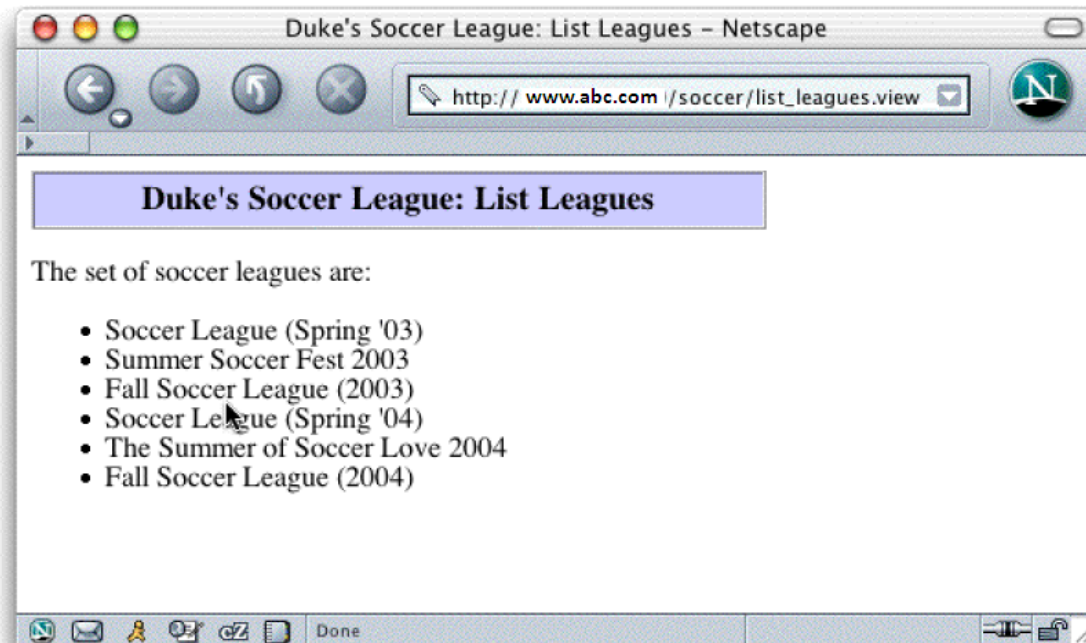 Duke's Soccer League: List Leagues – Netscape
http:// www.abc.com /soccer/list_leagues.view
N
Duke's Soccer League: List Leagues
The set of soccer leagues are:
• Soccer League (Spring '03)
• Summer Soccer Fest 2003
• Fall Soccer League (2003)
• Soccer League (Spring '04)
• The Summer of Soccer Love 2004
• Fall Soccer League (2004)
Done